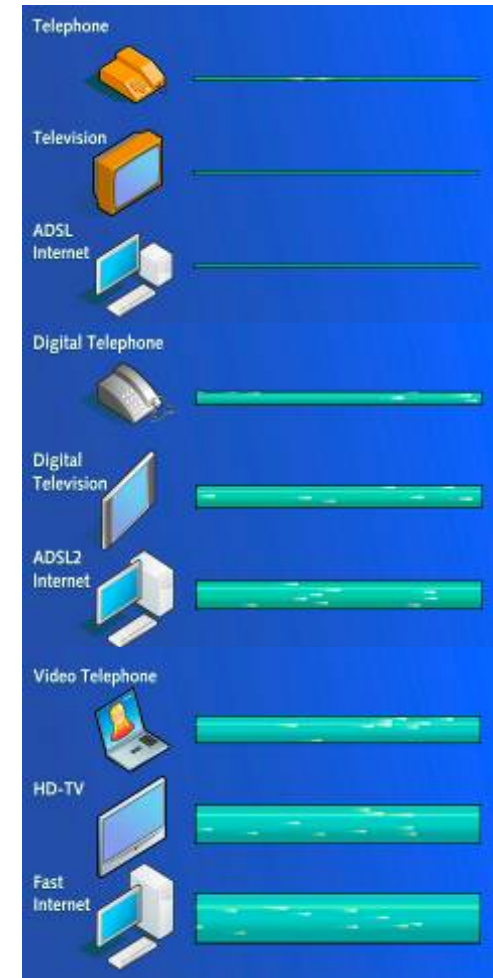 Telephone
Television
ADSL
Internet
Digital Telephone
Digital
Television
ADSL2
Internet
Video Telephone
HD-TV
Fast
Internet